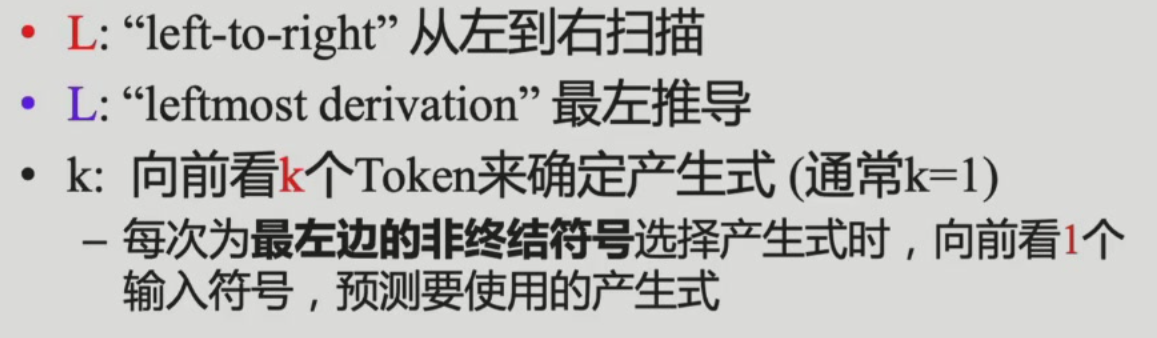 • L: “left-to-right” 从左到右扫描
• L: “leftmost derivation” 最左推导
• k: 向前看k个Token来确定产生式 (通常k=1)
– 每次为最左边的非终结符号选择产生式时，向前看1个
输入符号，预测要使用的产生式